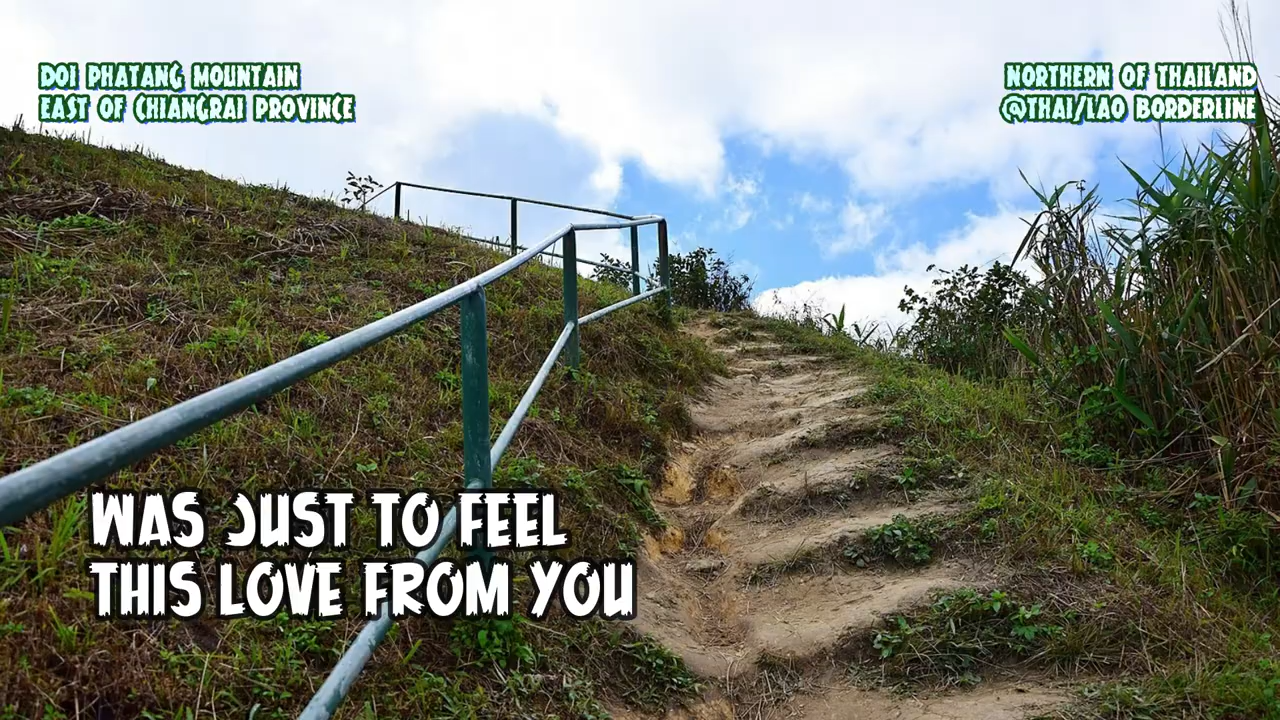 DOI PHATANG MOUNTAIN
EAST OF CHIANGRAI PROVINCE
NORTHERN OF THAILAND
@THAI/LAO BORDERLINE
WAS JUST TO FEEL
THIS LOVE FROM YOU